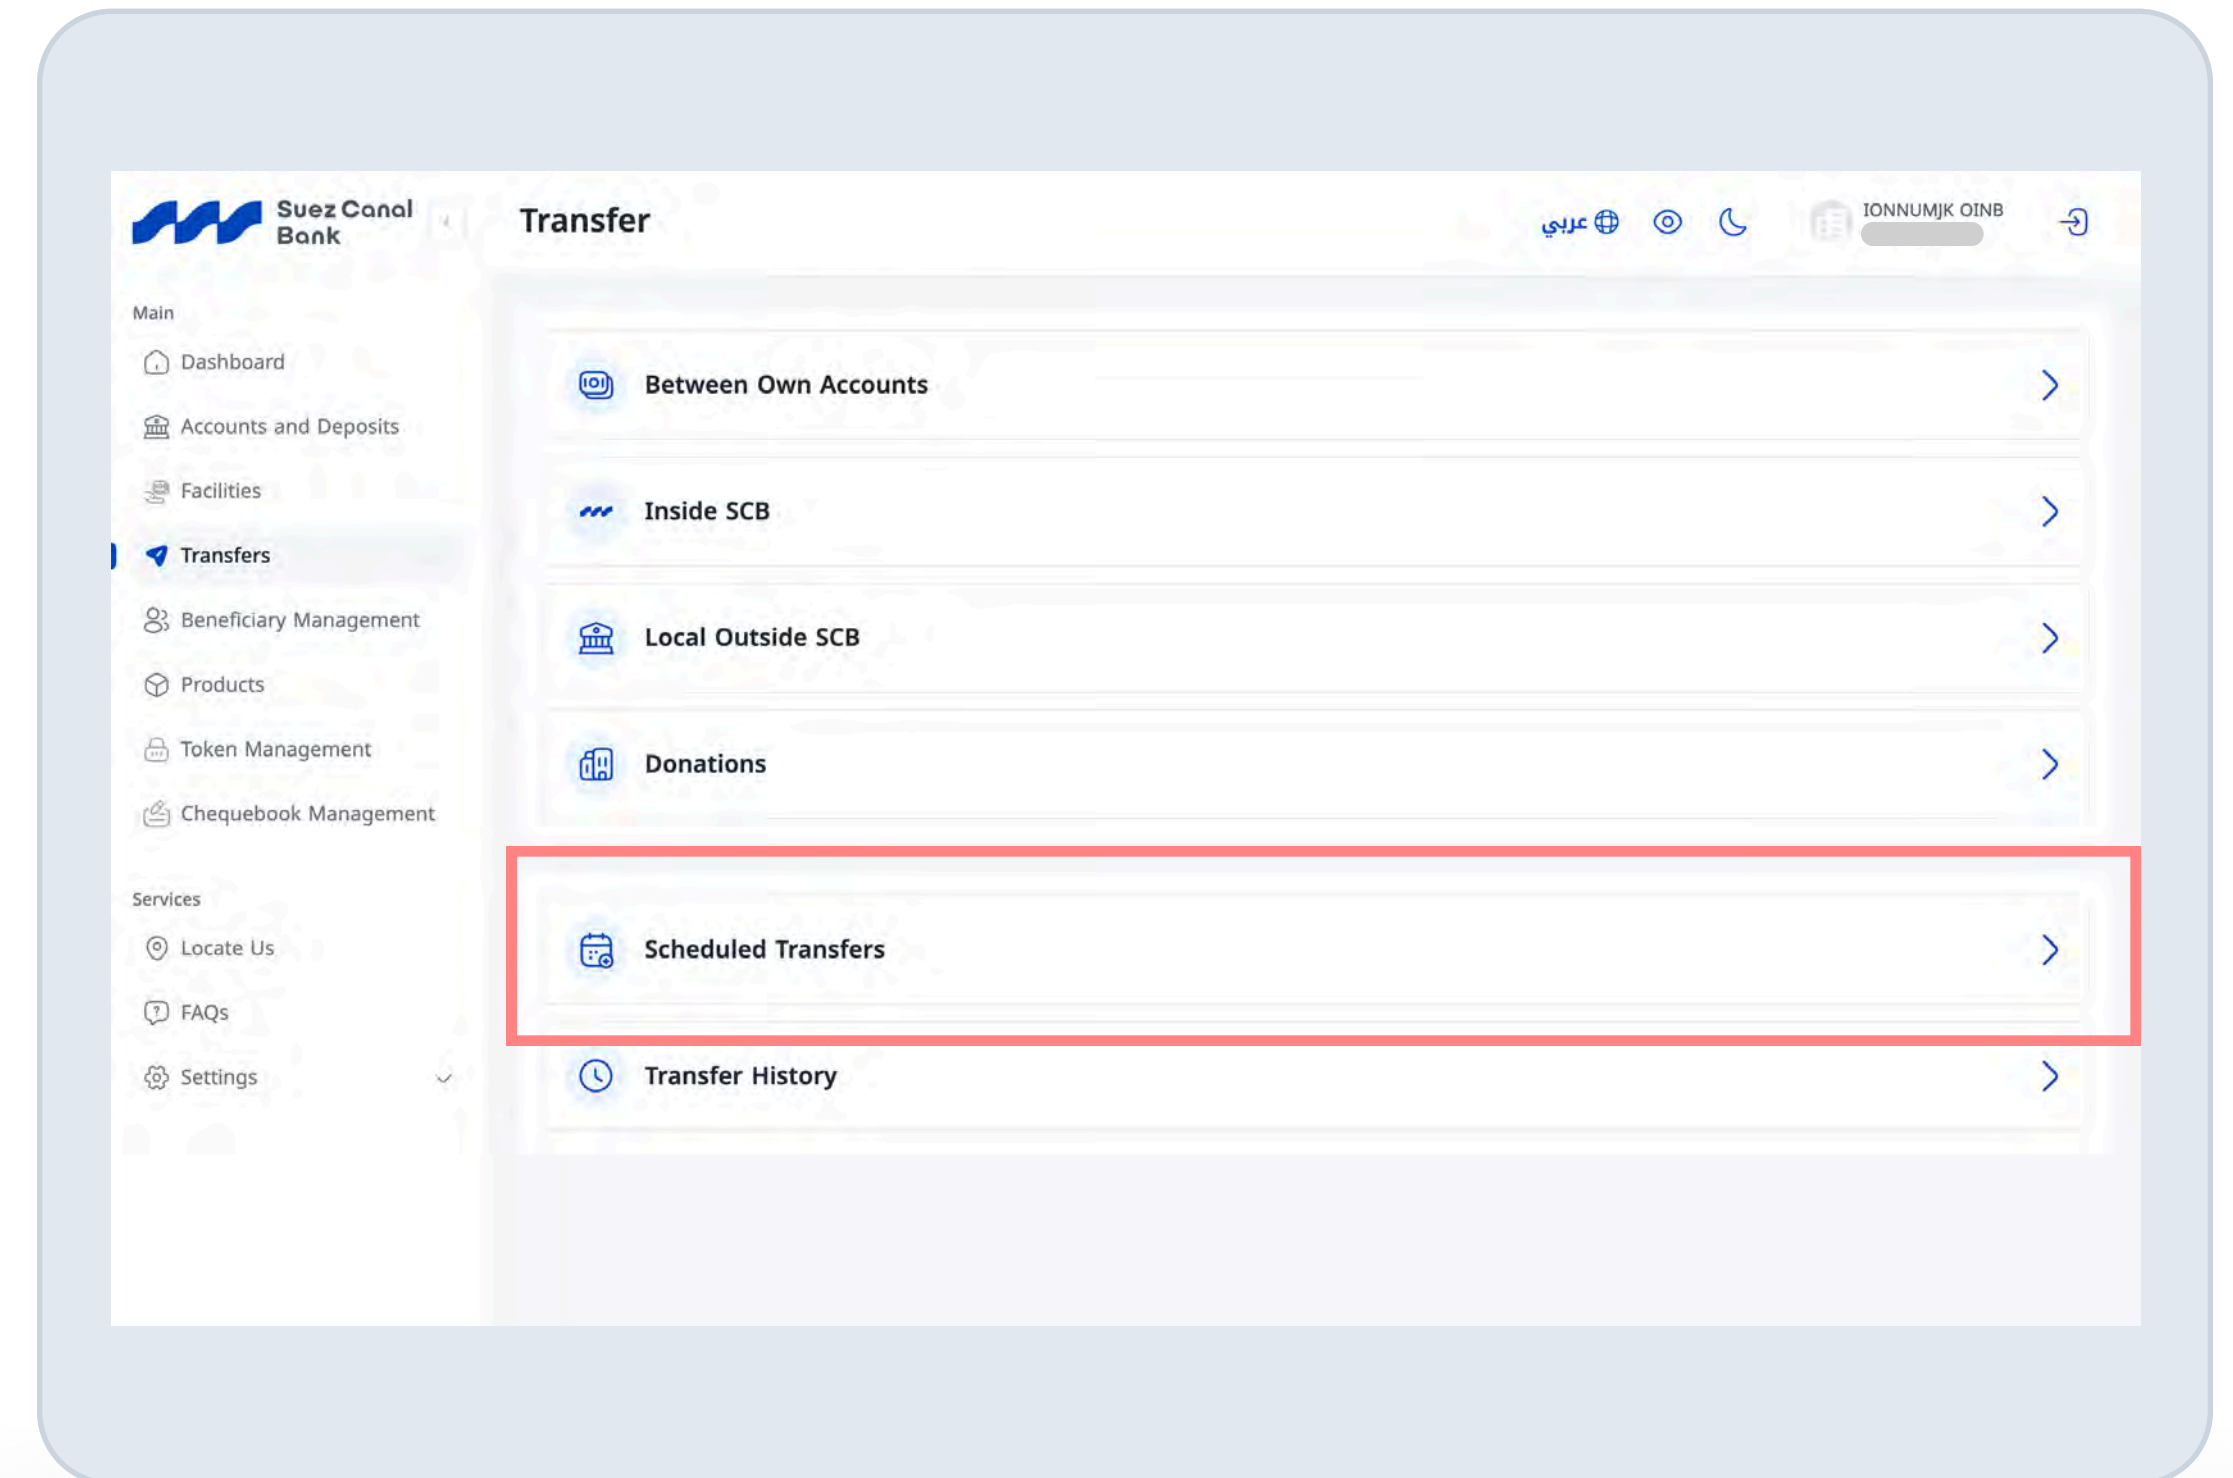 Suez Canal
Bank
Transfer
عربي
IONNUMJK OINB
Main
Dashboard
Accounts and Deposits
Facilities
Transfers
Beneficiary Management
Products
Token Management
Chequebook Management
Services
Locate Us
FAQs
Settings
Between Own Accounts
Inside SCB
Local Outside SCB
Donations
Scheduled Transfers
Transfer History